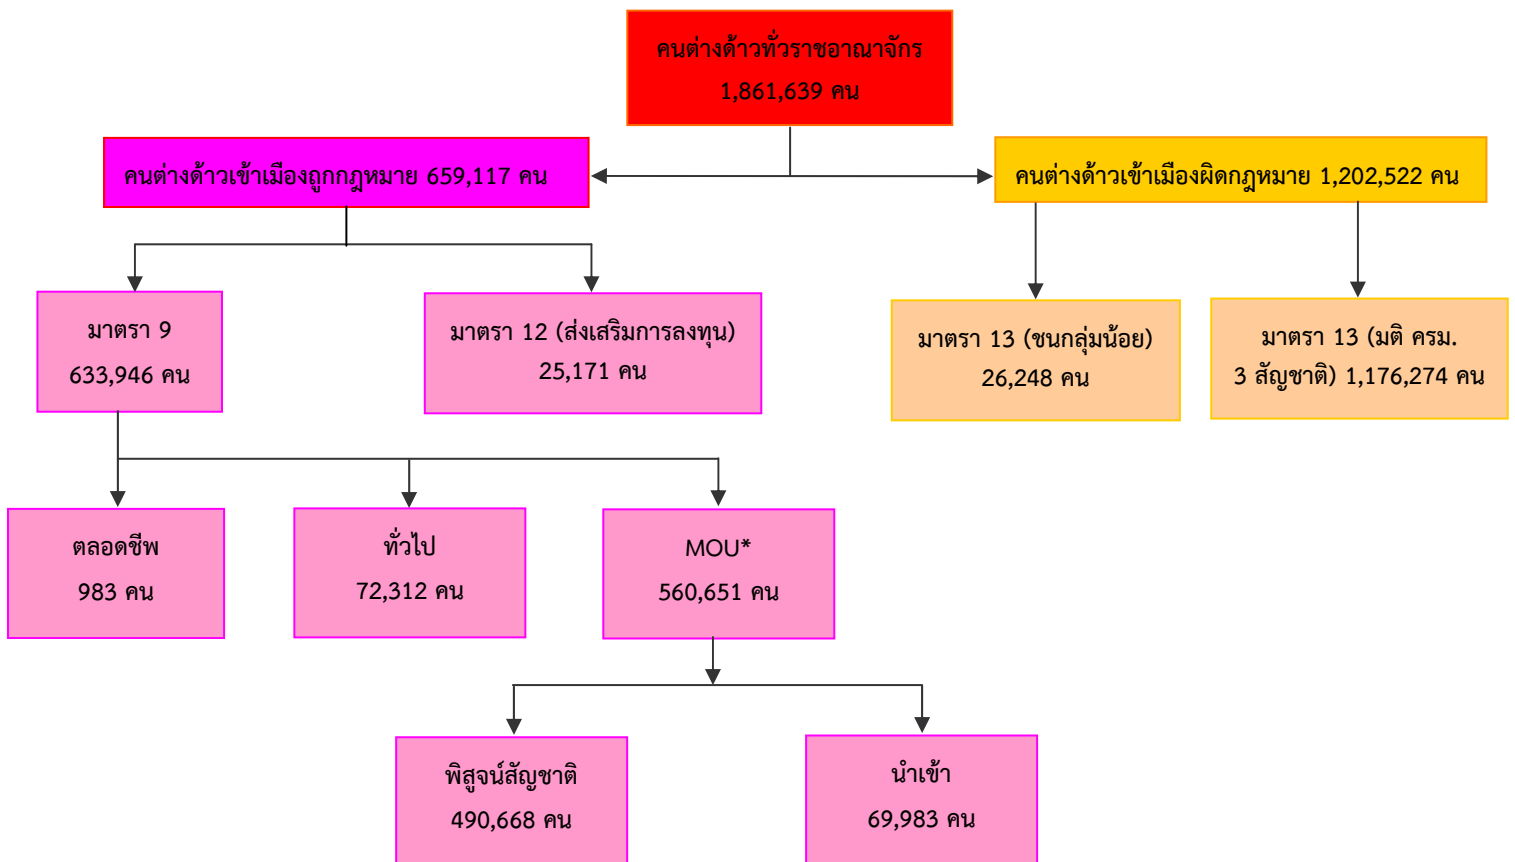 คนต่างด้าวทั่วราชอาณาจักร
1,861,639 คน
คนต่างด้าวเข้าเมืองถูกกฎหมาย 659,117 คน
คนต่างด้าวเข้าเมืองผิดกฎหมาย 1,202,522 คน
มาตรา 9
633,946 คน
มาตรา 12 (ส่งเสริมการลงทุน)
25,171 คน
มาตรา 13 (ชนกลุ่มน้อย)
26,248 คน
มาตรา 13 (มติ ครม.
3 สัญชาติ) 1,176,274 คน
ตลอดชีพ
983 คน
ทั่วไป
72,312 คน
MOU*
560,651 คน
พิสูจน์สัญชาติ
490,668 คน
นำเข้า
69,983 คน